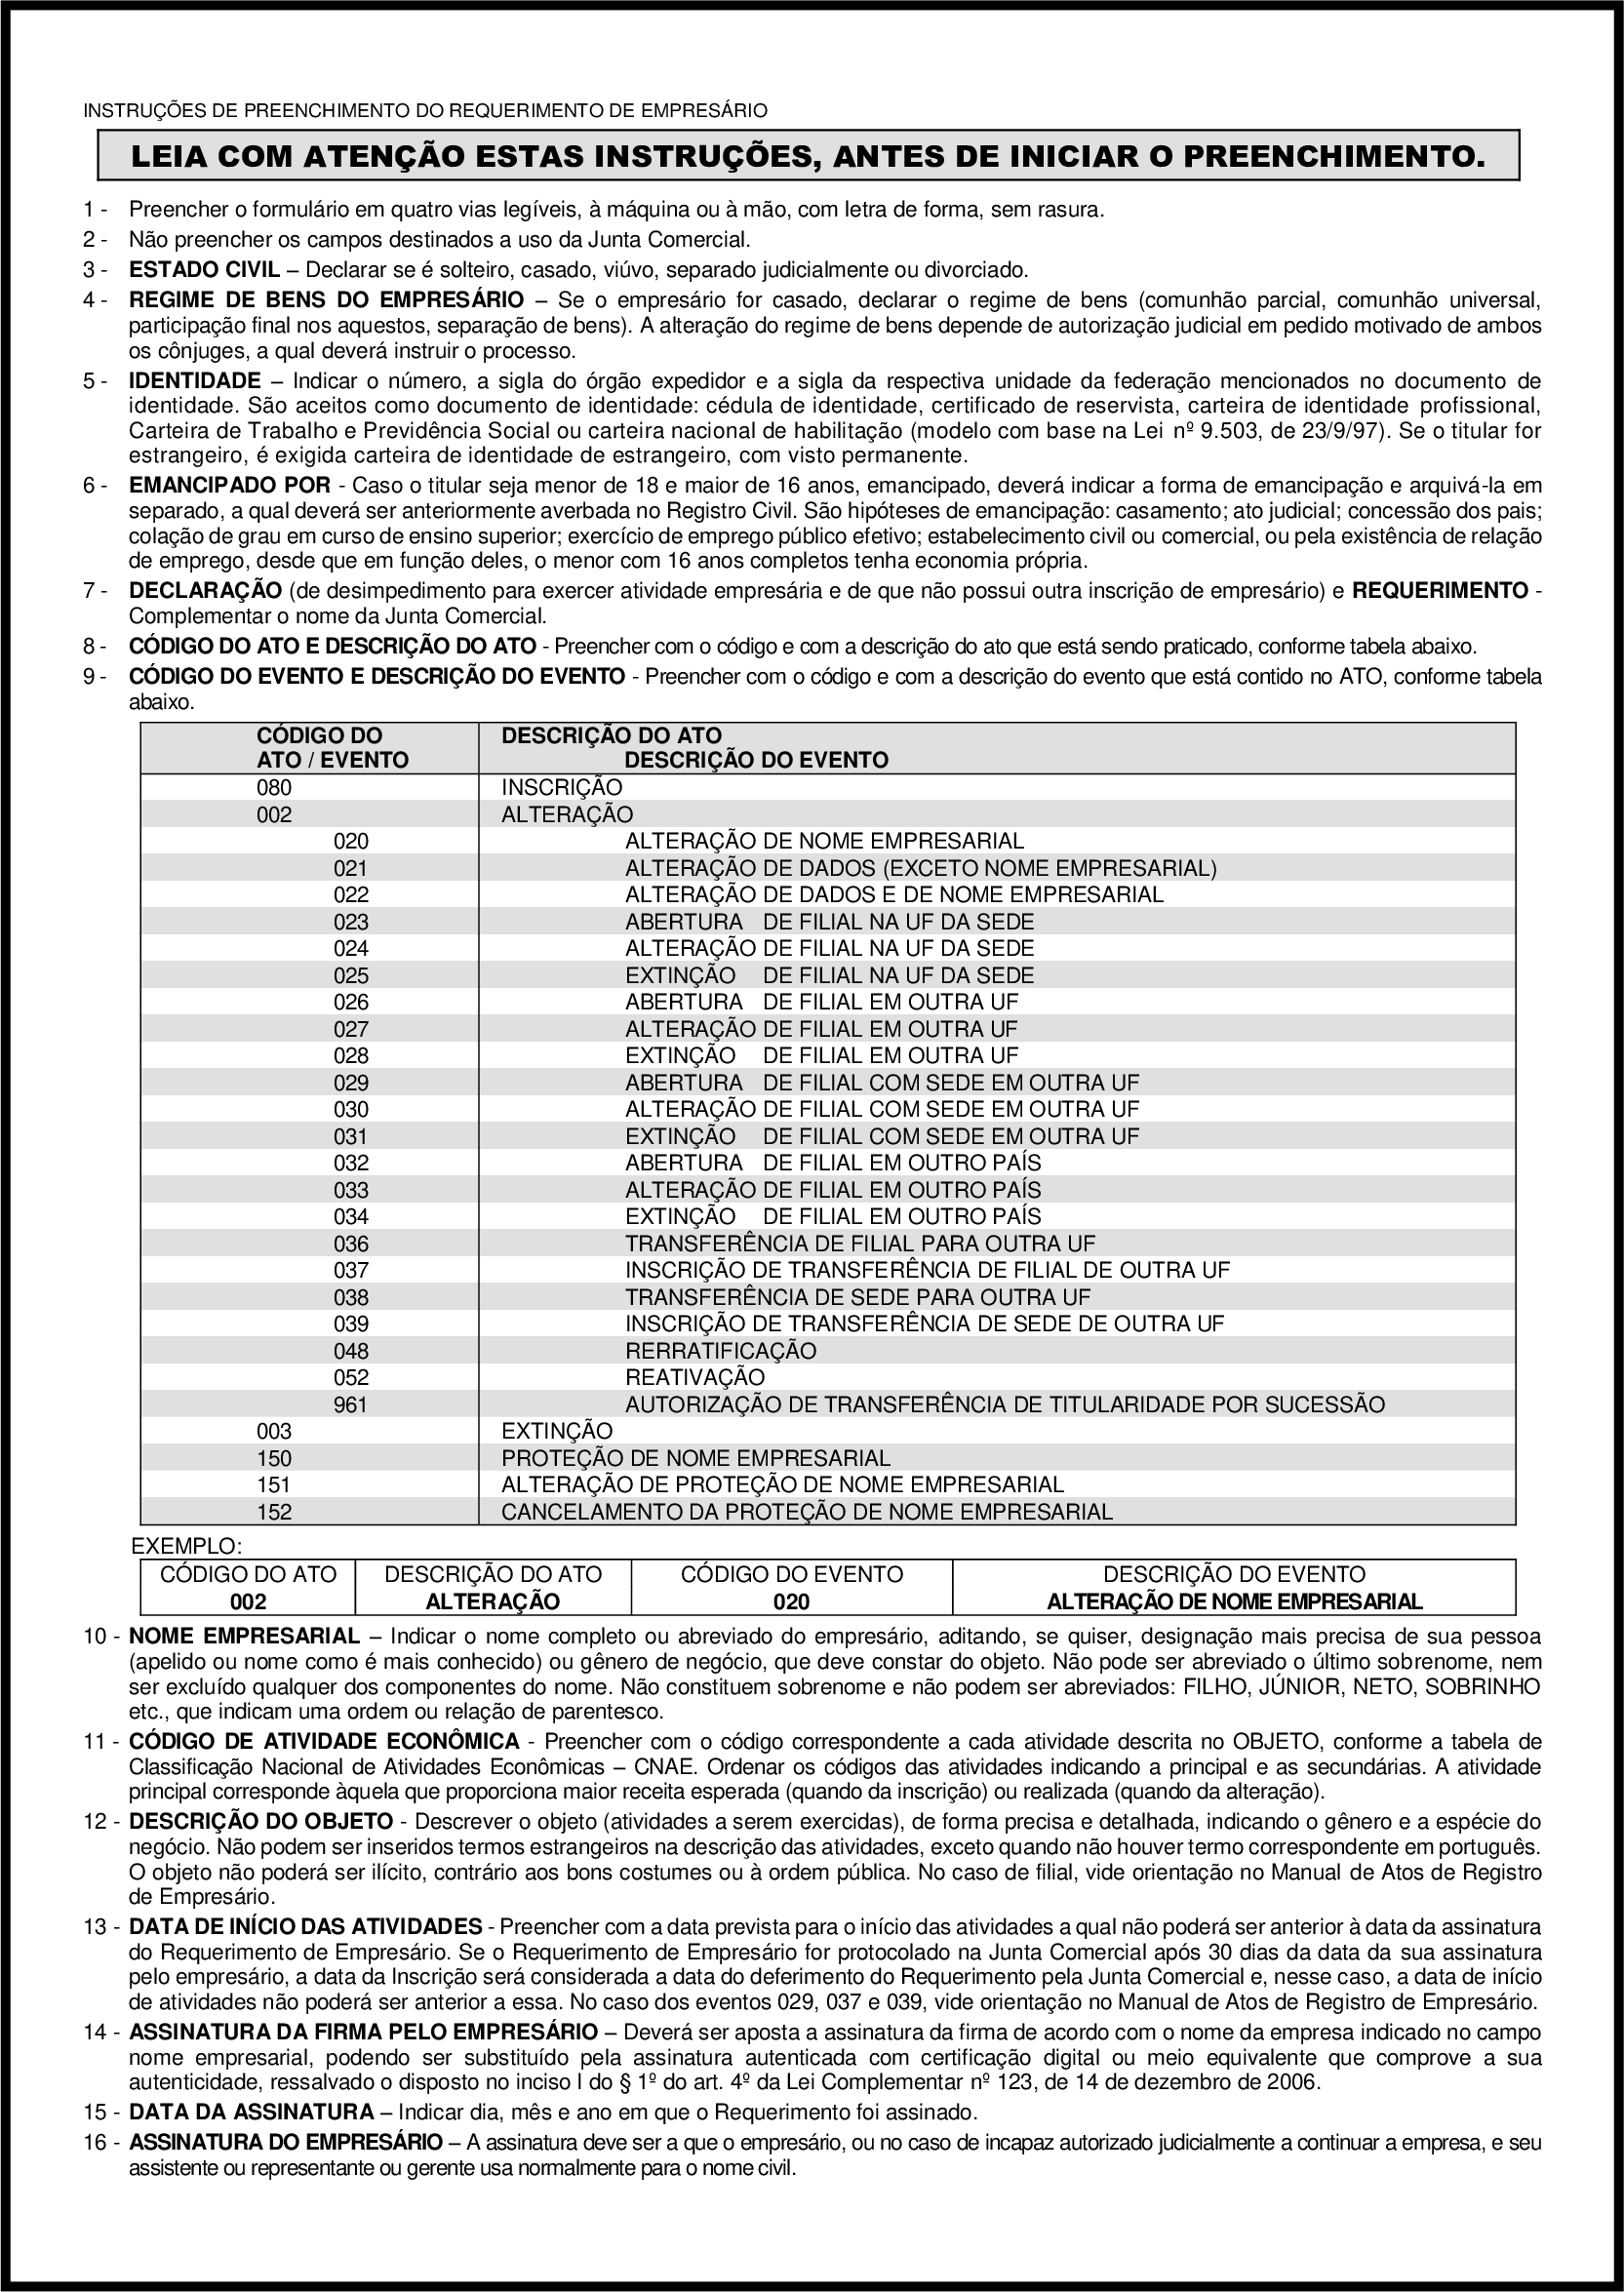 INSTRUÇÕES DE PREENCHIMENTO DO REQUERIMENTO DE EMPRESÁRIO
LEIA COM ATENÇÃO ESTAS INSTRUÇÕES, ANTES DE INICIAR O PREENCHIMENTO.
1 - Preencher o formulário em quatro vias legíveis, à máquina ou à mão, com letra de forma, sem rasura.
2 - Não preencher os campos destinados a uso da Junta Comercial.
3 - ESTADO CIVIL – Declarar se é solteiro, casado, viúvo, separado judicialmente ou divorciado.
4 - REGIME DE BENS DO EMPRESÁRIO – Se o empresário for casado, declarar o regime de bens (comunhão parcial, comunhão universal,
participação final nos aquestos, separação de bens). A alteração do regime de bens depende de autorização judicial em pedido motivado de ambos
os cônjuges, a qual deverá instruir o processo.
5 - IDENTIDADE – Indicar o número, a sigla do órgão expedidor e a sigla da respectiva unidade da federação mencionados no documento de
identidade. São aceitos como documento de identidade: cédula de identidade, certificado de reservista, carteira de identidade profissional,
Carteira de Trabalho e Previdência Social ou carteira nacional de habilitação (modelo com base na Lei nº 9.503, de 23/9/97). Se o titular for
estrangeiro, é exigida carteira de identidade de estrangeiro, com visto permanente.
6 - EMANCIPADO POR - Caso o titular seja menor de 18 e maior de 16 anos, emancipado, deverá indicar a forma de emancipação e arquivá-la em
separado, a qual deverá ser anteriormente averbada no Registro Civil. São hipóteses de emancipação: casamento; ato judicial; concessão dos pais;
colação de grau em curso de ensino superior; exercício de emprego público efetivo; estabelecimento civil ou comercial, ou pela existência de relação
de emprego, desde que em função deles, o menor com 16 anos completos tenha economia própria.
7 - DECLARAÇÃO (de desimpedimento para exercer atividade empresária e de que não possui outra inscrição de empresário) e REQUERIMENTO -
Complementar o nome da Junta Comercial.
8 - CÓDIGO DO ATO E DESCRIÇÃO DO ATO - Preencher com o código e com a descrição do ato que está sendo praticado, conforme tabela abaixo.
9 - CÓDIGO DO EVENTO E DESCRIÇÃO DO EVENTO - Preencher com o código e com a descrição do evento que está contido no ATO, conforme tabela
abaixo.
CÓDIGO DO DESCRIÇÃO DO ATO
ATO / EVENTO DESCRIÇÃO DO EVENTO
080 INSCRIÇÃO
002 ALTERAÇÃO
020 ALTERAÇÃO DE NOME EMPRESARIAL
021 ALTERAÇÃO DE DADOS (EXCETO NOME EMPRESARIAL)
022 ALTERAÇÃO DE DADOS E DE NOME EMPRESARIAL
023 ABERTURA DE FILIAL NA UF DA SEDE
024 ALTERAÇÃO DE FILIAL NA UF DA SEDE
025 EXTINÇÃO DE FILIAL NA UF DA SEDE
026 ABERTURA DE FILIAL EM OUTRA UF
027 ALTERAÇÃO DE FILIAL EM OUTRA UF
028 EXTINÇÃO DE FILIAL EM OUTRA UF
029 ABERTURA DE FILIAL COM SEDE EM OUTRA UF
030 ALTERAÇÃO DE FILIAL COM SEDE EM OUTRA UF
031 EXTINÇÃO DE FILIAL COM SEDE EM OUTRA UF
032 ABERTURA DE FILIAL EM OUTRO PAÍS
033 ALTERAÇÃO DE FILIAL EM OUTRO PAÍS
034 EXTINÇÃO DE FILIAL EM OUTRO PAÍS
036 TRANSFERÊNCIA DE FILIAL PARA OUTRA UF
037 INSCRIÇÃO DE TRANSFERÊNCIA DE FILIAL DE OUTRA UF
038 TRANSFERÊNCIA DE SEDE PARA OUTRA UF
039 INSCRIÇÃO DE TRANSFERÊNCIA DE SEDE DE OUTRA UF
048 RERRATIFICAÇÃO
052 REATIVAÇÃO
961 AUTORIZAÇÃO DE TRANSFERÊNCIA DE TITULARIDADE POR SUCESSÃO
003 EXTINÇÃO
150 PROTEÇÃO DE NOME EMPRESARIAL
151 ALTERAÇÃO DE PROTEÇÃO DE NOME EMPRESARIAL
152 CANCELAMENTO DA PROTEÇÃO DE NOME EMPRESARIAL
EXEMPLO:
CÓDIGO DO ATO DESCRIÇÃO DO ATO CÓDIGO DO EVENTO DESCRIÇÃO DO EVENTO
002 ALTERAÇÃO 020 ALTERAÇÃO DE NOME EMPRESARIAL
10 - NOME EMPRESARIAL – Indicar o nome completo ou abreviado do empresário, aditando, se quiser, designação mais precisa de sua pessoa
(apelido ou nome como é mais conhecido) ou gênero de negócio, que deve constar do objeto. Não pode ser abreviado o último sobrenome, nem
ser excluído qualquer dos componentes do nome. Não constituem sobrenome e não podem ser abreviados: FILHO, JÚNIOR, NETO, SOBRINHO
etc., que indicam uma ordem ou relação de parentesco.
11 - CÓDIGO DE ATIVIDADE ECONÔMICA - Preencher com o código correspondente a cada atividade descrita no OBJETO, conforme a tabela de
Classificação Nacional de Atividades Econômicas – CNAE. Ordenar os códigos das atividades indicando a principal e as secundárias. A atividade
principal corresponde àquela que proporciona maior receita esperada (quando da inscrição) ou realizada (quando da alteração).
12 - DESCRIÇÃO DO OBJETO - Descrever o objeto (atividades a serem exercidas), de forma precisa e detalhada, indicando o gênero e a espécie do
negócio. Não podem ser inseridos termos estrangeiros na descrição das atividades, exceto quando não houver termo correspondente em português.
O objeto não poderá ser ilícito, contrário aos bons costumes ou à ordem pública. No caso de filial, vide orientação no Manual de Atos de Registro
de Empresário.
13 - DATA DE INÍCIO DAS ATIVIDADES - Preencher com a data prevista para o início das atividades a qual não poderá ser anterior à data da assinatura
do Requerimento de Empresário. Se o Requerimento de Empresário for protocolado na Junta Comercial após 30 dias da data da sua assinatura
pelo empresário, a data da Inscrição será considerada a data do deferimento do Requerimento pela Junta Comercial e, nesse caso, a data de início
de atividades não poderá ser anterior a essa. No caso dos eventos 029, 037 e 039, vide orientação no Manual de Atos de Registro de Empresário.
14 - ASSINATURA DA FIRMA PELO EMPRESÁRIO – Deverá ser aposta a assinatura da firma de acordo com o nome da empresa indicado no campo
nome empresarial, podendo ser substituído pela assinatura autenticada com certificação digital ou meio equivalente que comprove a sua
autenticidade, ressalvado o disposto no inciso I do § 1º do art. 4º da Lei Complementar nº 123, de 14 de dezembro de 2006.
15 - DATA DA ASSINATURA – Indicar dia, mês e ano em que o Requerimento foi assinado.
16 - ASSINATURA DO EMPRESÁRIO – A assinatura deve ser a que o empresário, ou no caso de incapaz autorizado judicialmente a continuar a empresa, e seu
assistente ou representante ou gerente usa normalmente para o nome civil.